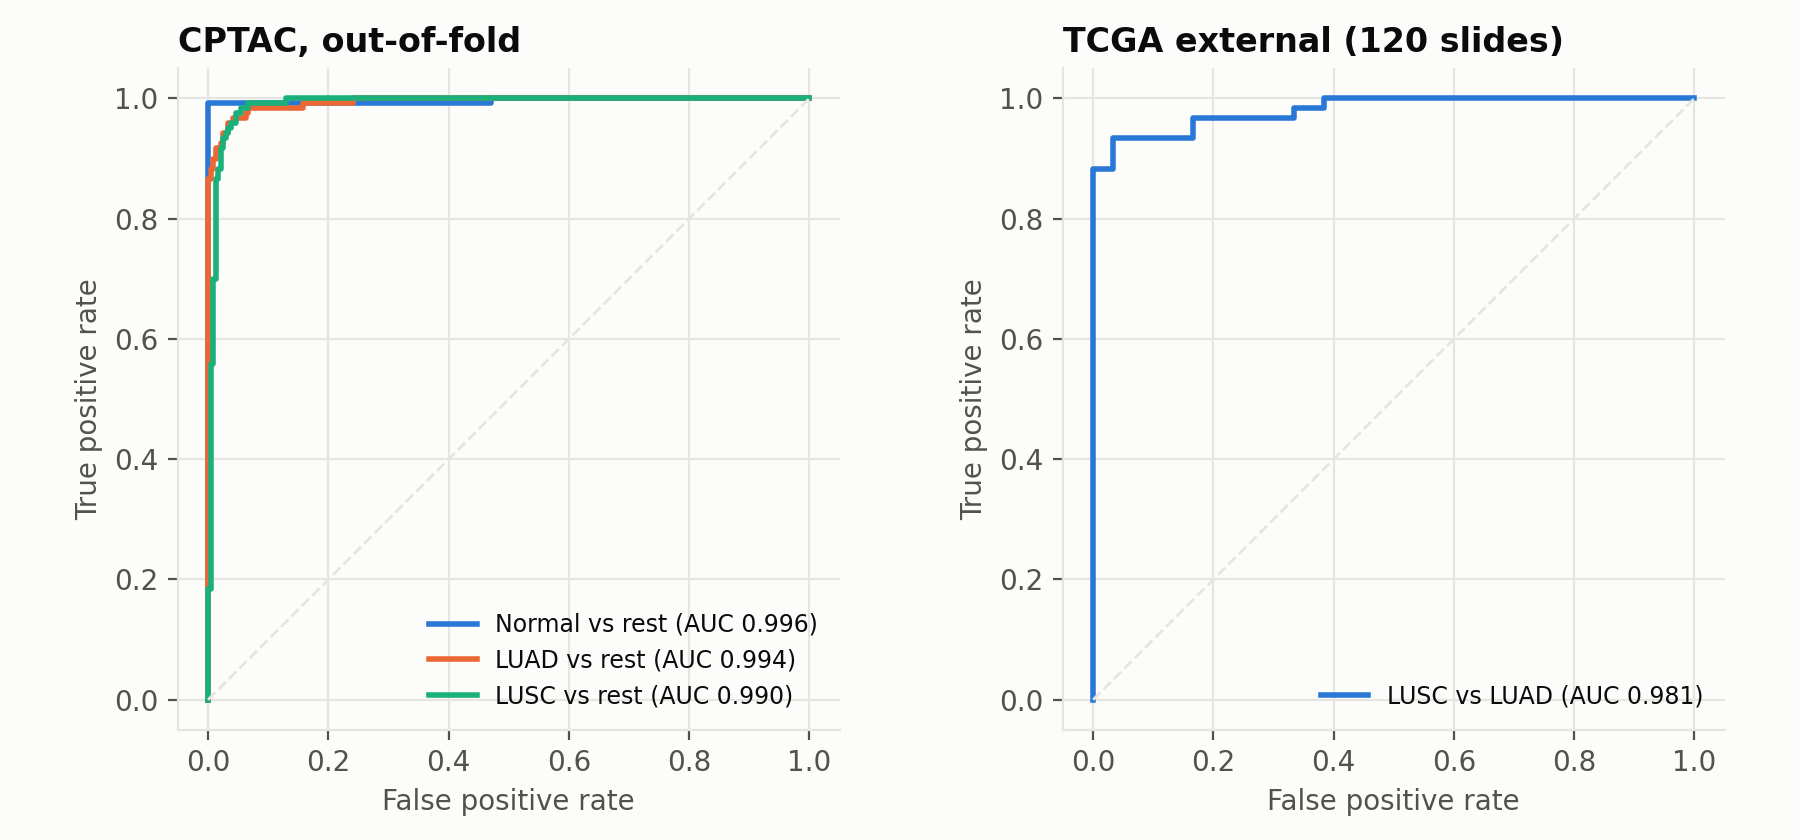 CPTAC, out-of-fold
True positive rate
1.0
0.8
0.6
0.4
0.2
0.0
Normal vs rest (AUC 0.996)
LUAD vs rest (AUC 0.994)
LUSC vs rest (AUC 0.990)
0.0 0.2 0.4 0.6 0.8 1.0
False positive rate
TCGA external (120 slides)
True positive rate
1.0
0.8
0.6
0.4
0.2
0.0
LUSC vs LUAD (AUC 0.981)
0.0 0.2 0.4 0.6 0.8 1.0
False positive rate